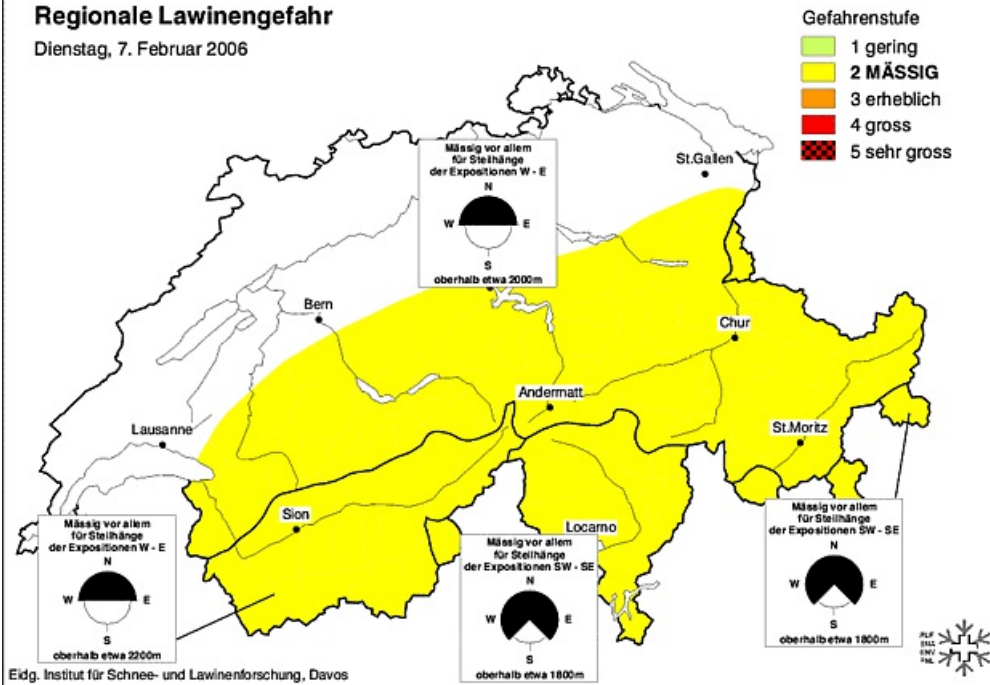 Regionale Lawinengefahr
Dienstag, 7. Februar 2006
Gefahrenstufe
1 gering
2 MÄSSIG
3 erheblich
4 gross
5 sehr gross
Mässig vor allem
für Steilhänge
der Expositionen W - E
N
W E
S
oberhalb etwa 2000m
St.Gallen
Bern
Chur
Andermatt
Lausanne
St.Moritz
Sion
Locarno
Mässig vor allem
für Steilhänge
der Expositionen W - E
N
W E
S
oberhalb etwa 2200m
Mässig vor allem
für Steilhänge
der Expositionen SW - SE
N
W E
S
oberhalb etwa 1800m
Mässig vor allem
für Steilhänge
der Expositionen SW - SE
N
W E
S
oberhalb etwa 1800m
Eidg. Institut für Schnee- und Lawinenforschung, Davos
SLF